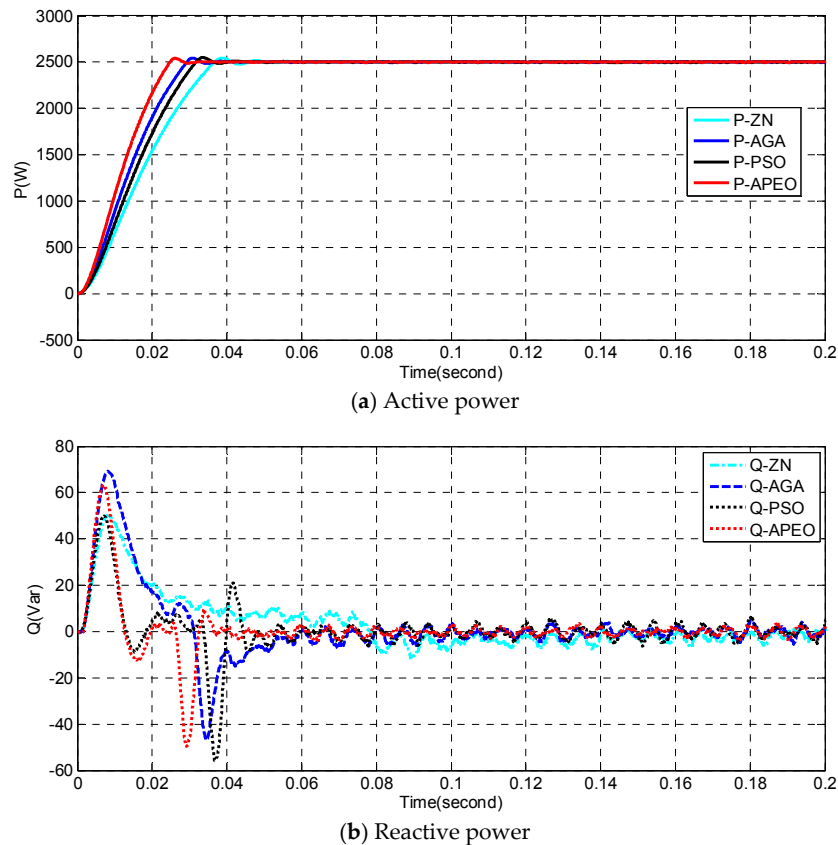 3000
2500
2000
1500
1000
500
0
-500
P(W)
P-ZN
P-AGA
P-PSO
P-APEO
0 0.02 0.04 0.06 0.08 0.1 0.12 0.14 0.16 0.18 0.2
Time(second)
(a) Active power
80
60
40
20
0
-20
-40
-60
Q(Var)
Q-ZN
Q-AGA
Q-PSO
Q-APEO
0 0.02 0.04 0.06 0.08 0.1 0.12 0.14 0.16 0.18 0.2
Time(second)
(b) Reactive power